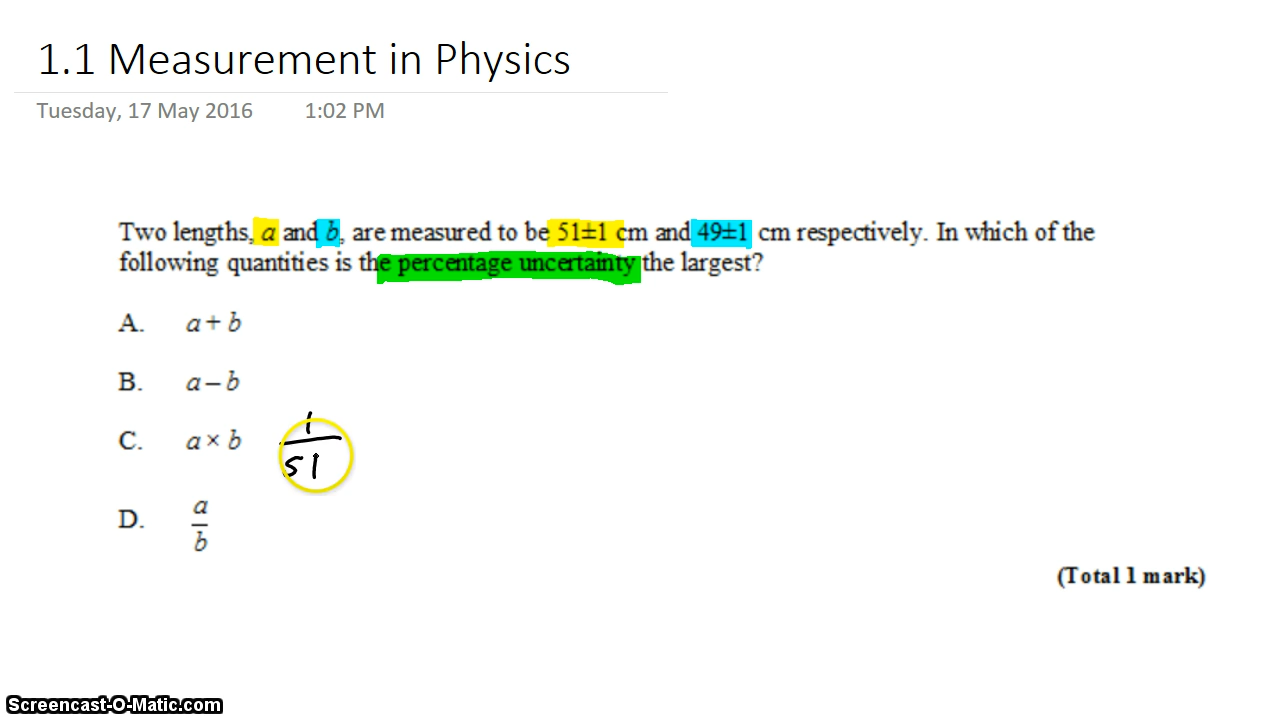 1.1 Measurement in Physics
Tuesday, 17 May 2016 1:02 PM
Two lengths, a and b, are measured to be 51±1 cm and 49±1 cm respectively. In which of the
following quantities is the percentage uncertainty the largest?
A. a + b
B. a – b
C. a × b 1/51
D. a/b
(Total 1 mark)
Screencast-O-Matic.com